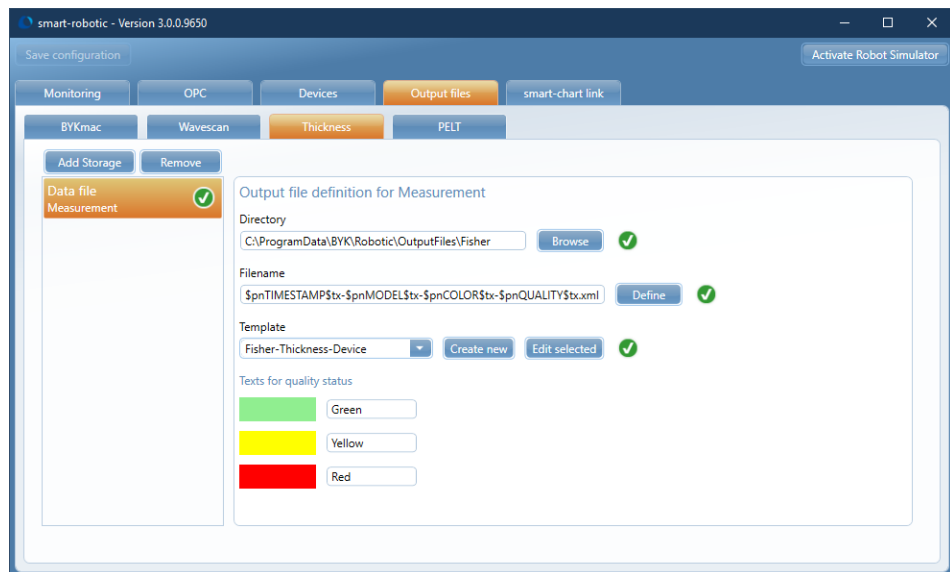 smart-robotic - Version 3.0.0.9650
Save configuration
Activate Robot Simulator
Monitoring OPC Devices Output files smart-chart link
BYKmac Wavescan Thickness PELT
Add Storage Remove
Data file
Measurement
Output file definition for Measurement
Directory
C:\ProgramData\BYK\Robotic\OutputFiles\Fisher Browse
Filename
$pnTIMESTAMP$tx-$pnMODEL$tx-$pnCOLOR$tx-$pnQUALITY$tx.xml Define
Template
Fisher-Thickness-Device Create new Edit selected
Texts for quality status
Green
Yellow
Red